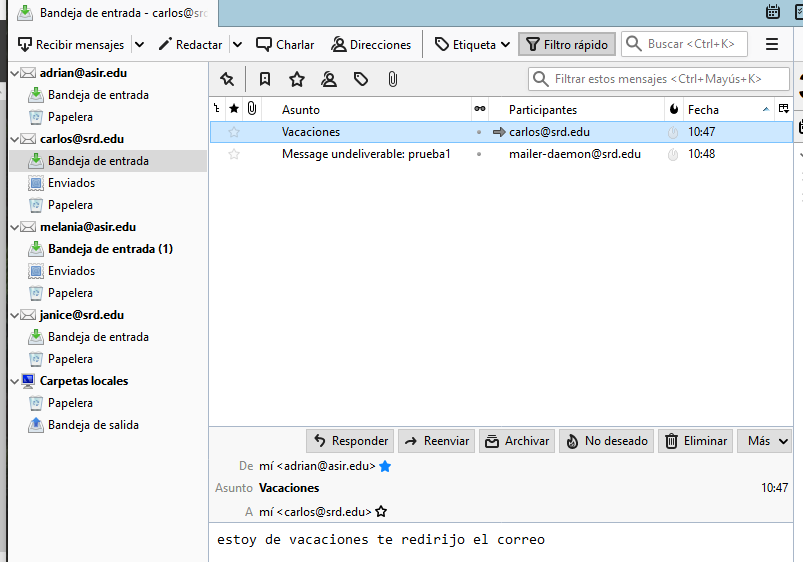 Bandeja de entrada - carlos@sr
Recibir mensajes Redactar Charlar Direcciones Etiqueta Filtro rápido Buscar <Ctrl+K>
Filtrar estos mensajes <Ctrl+Mayús+K>
adrian@asir.edu
Bandeja de entrada
Papelera
carlos@srd.edu
Bandeja de entrada
Enviados
Papelera
melania@asir.edu
Bandeja de entrada (1)
Enviados
Papelera
janice@srd.edu
Bandeja de entrada
Papelera
Carpetas locales
Papelera
Bandeja de salida
Asunto Participantes Fecha
Vacaciones carlos@srd.edu 10:47
Message undeliverable: prueba1 mailer-daemon@srd.edu 10:48
Responder Reenviar Archivar No deseado Eliminar Más
De mí <adrian@asir.edu>
Asunto Vacaciones 10:47
A mí <carlos@srd.edu>
estoy de vacaciones te redirijo el correo